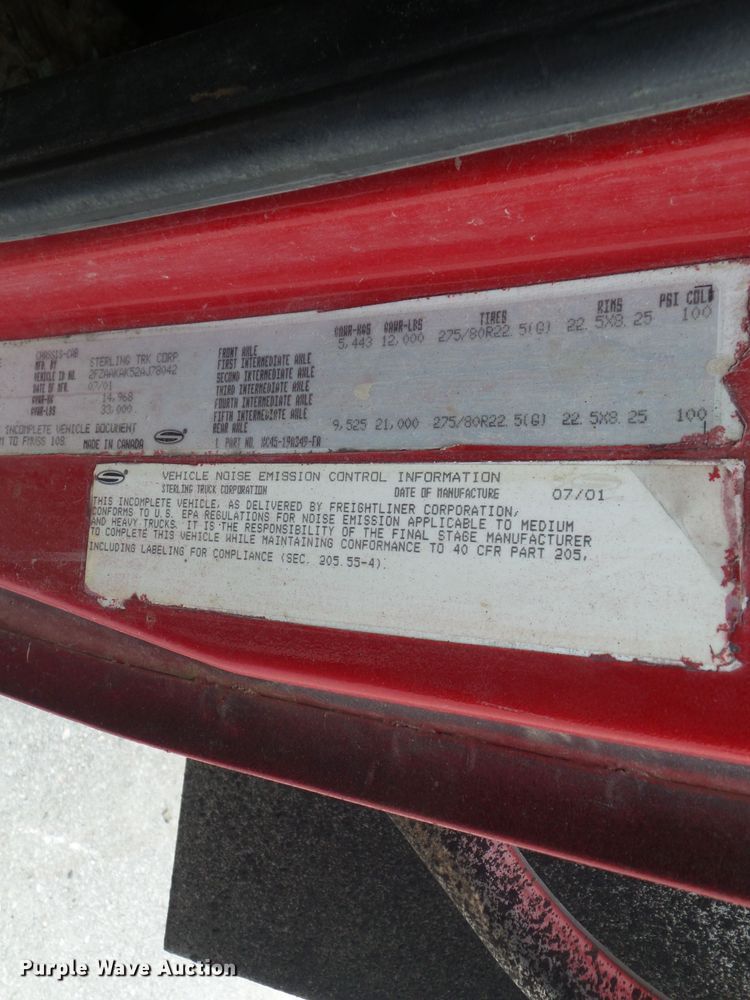 GAWR-KGS GAWR-LBS TIRES RIMS PSI COLD
CHASSIS-CAB FRONT AXLE 5,443 12,000 275/80R22.5(G) 22.5X8.25 100
MFD BY STERLING TRK CORP FIRST INTERMEDIATE AXLE
VEHICLE ID NO. 2FZAAKAK52AJ78042 SECOND INTERMEDIATE AXLE
DATE OF MFD. 07/01 THIRD INTERMEDIATE AXLE
GVWR-KG 14,968 FOURTH INTERMEDIATE AXLE
GVWR-LBS 33,000 FIFTH INTERMEDIATE AXLE
INCOMPLETE VEHICLE DOCUMENT REAR AXLE 9,525 21,000 275/80R22.5(G) 22.5X8.25 100
TO FMVSS 108. MADE IN CANADA 1 PART NO.
VEHICLE NOISE EMISSION CONTROL INFORMATION
STERLING TRUCK CORPORATION DATE OF MANUFACTURE 07/01
THIS INCOMPLETE VEHICLE, AS DELIVERED BY FREIGHTLINER CORPORATION,
CONFORMS TO U.S. EPA REGULATIONS FOR NOISE EMISSION APPLICABLE TO MEDIUM
AND HEAVY TRUCKS. IT IS THE RESPONSIBILITY OF THE FINAL STAGE MANUFACTURER
TO COMPLETE THIS VEHICLE WHILE MAINTAINING CONFORMANCE TO 40 CFR PART 205,
INCLUDING LABELING FOR COMPLIANCE (SEC. 205.55-4).
Purple Wave Auction